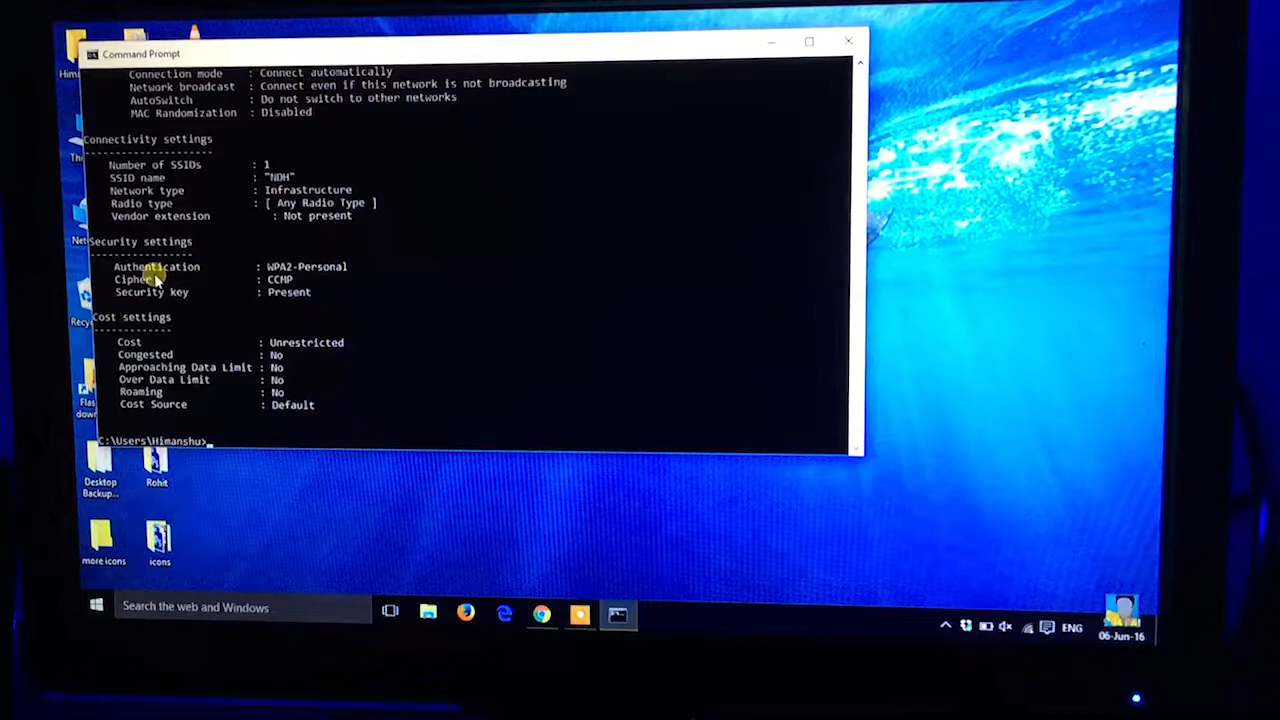 Command Prompt
Connection mode : Connect automatically
Network broadcast : Connect even if this network is not broadcasting
AutoSwitch : Do not switch to other networks
MAC Randomization : Disabled
Connectivity settings
---------------------
Number of SSIDs : 1
SSID name : "NDH"
Network type : Infrastructure
Radio type : [ Any Radio Type ]
Vendor extension : Not present
Security settings
-----------------
Authentication : WPA2-Personal
Cipher : CCMP
Security key : Present
Cost settings
-------------
Cost : Unrestricted
Congested : No
Approaching Data Limit : No
Over Data Limit : No
Roaming : No
Cost Source : Default
C:\Users\Himanshu>
Desktop
Backup...
Rohit
more icons
icons
Search the web and Windows
ENG
06-Jun-16